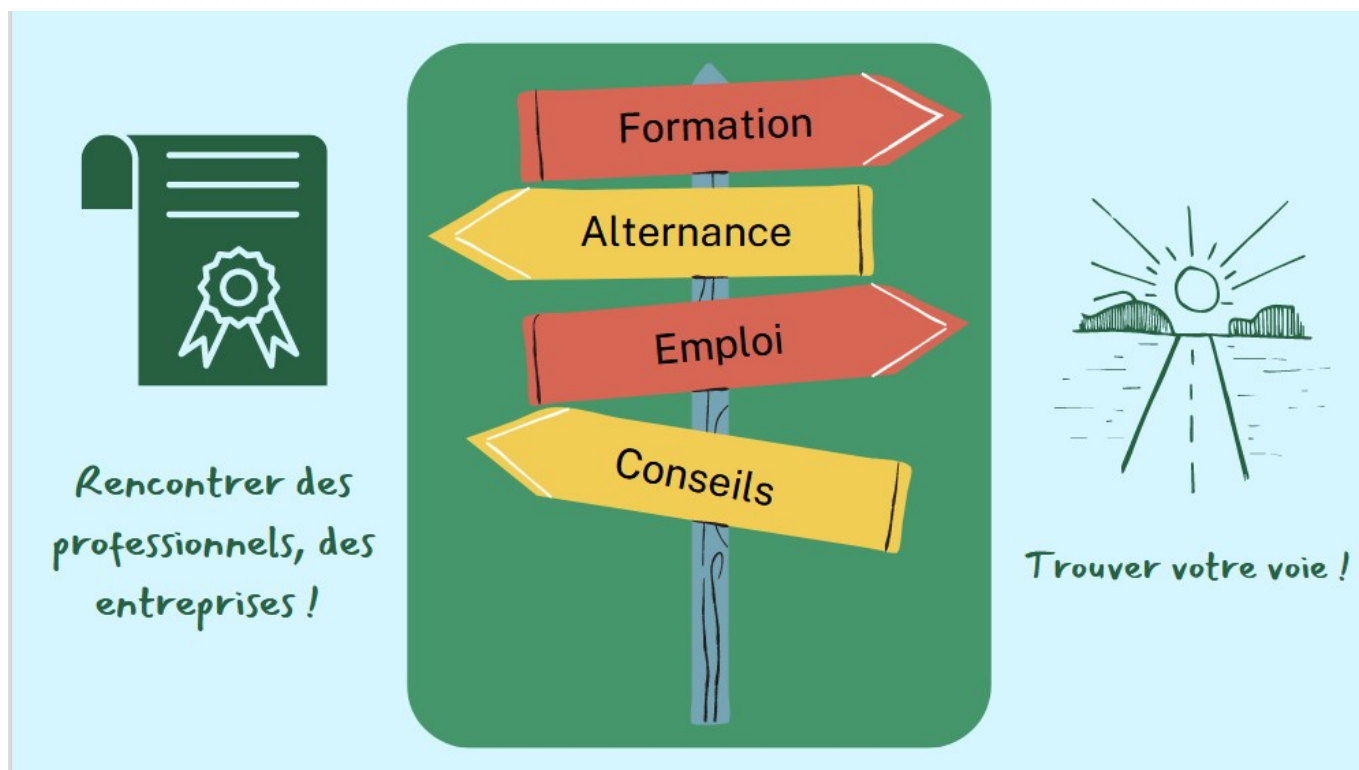 Formation
Alternance
Emploi
Conseils
Rencontrer des
professionnels, des
entreprises !
Trouver votre voie !